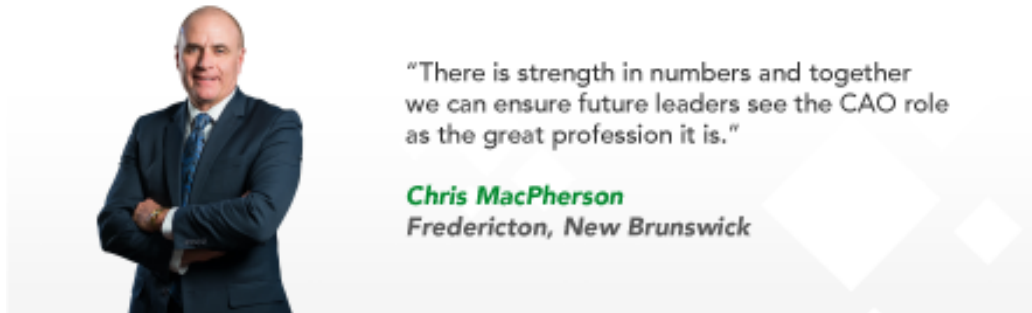 “There is strength in numbers and together
we can ensure future leaders see the CAO role
as the great profession it is.”
Chris MacPherson
Fredericton, New Brunswick